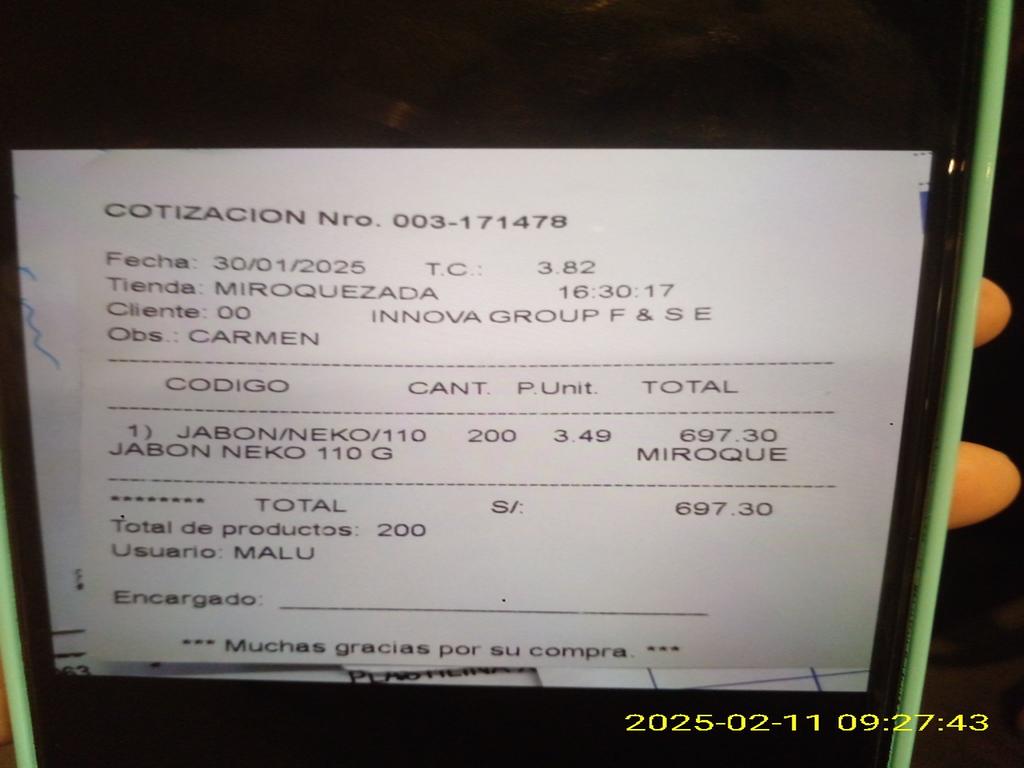 COTIZACION Nro. 003-171478
Fecha: 30/01/2025 T.C.: 3.82
Tienda: MIROQUEZADA 16:30:17
Cliente: 00 INNOVA GROUP F & S E
Obs.: CARMEN
CODIGO CANT. P.Unit. TOTAL
1) JABON/NEKO/110 200 3.49 697.30
JABON NEKO 110 G MIROQUE
******** TOTAL S/: 697.30
Total de productos: 200
Usuario: MALU
Encargado:
*** Muchas gracias por su compra. ***
63
2025-02-11 09:27:43